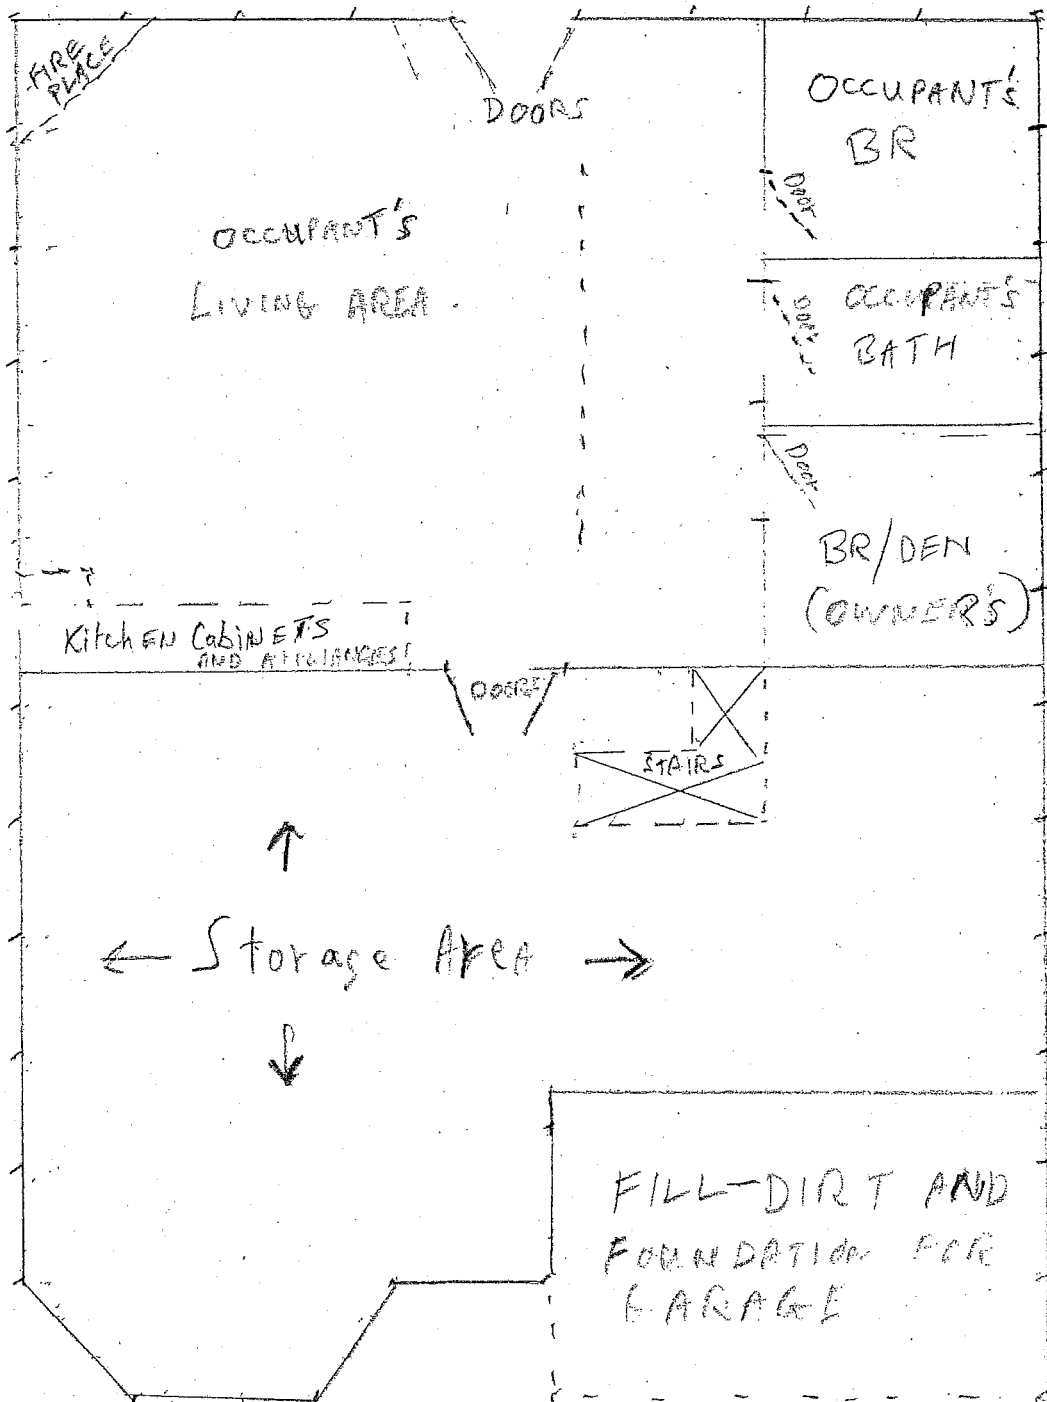 FIRE
PLACE
DOORS
OCCUPANT'S
BR
Door
OCCUPANT'S
LIVING AREA.
OCCUPANT'S
BATH
Door
Door
BR/DEN
(OWNER'S)
KitchEN CabiNETS
AND APPLIANCES
DOORS
STAIRS
Storage AreA
FILL-DIRT AND
FOUNDATION FOR
GARAGE